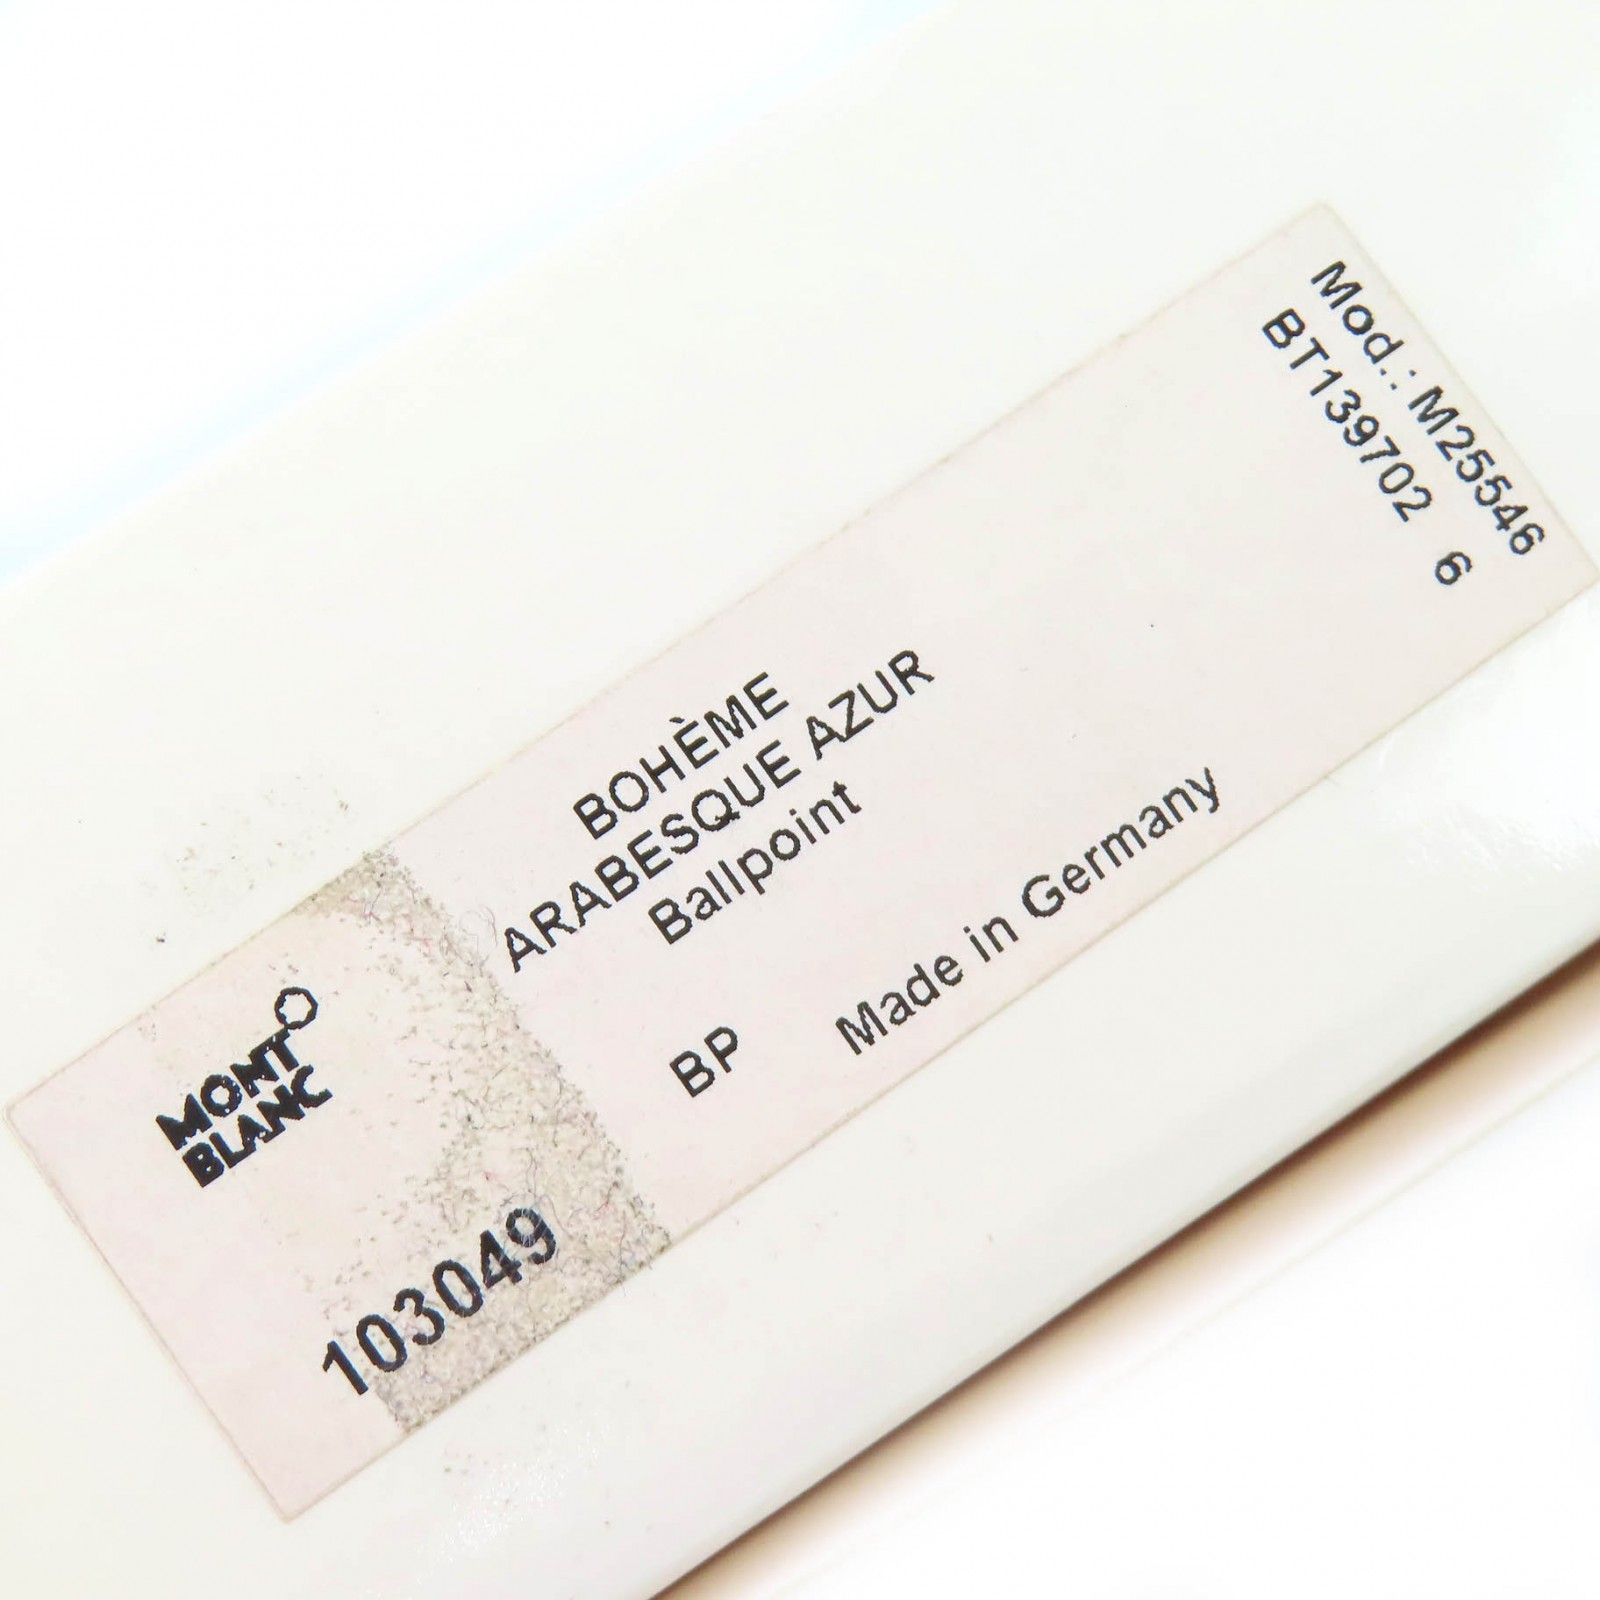 MONT
BLANC
103049
BOHÈME
ARABESQUE AZUR
Ballpoint
BP Made in Germany
Mod.: M25546
BT139702 6